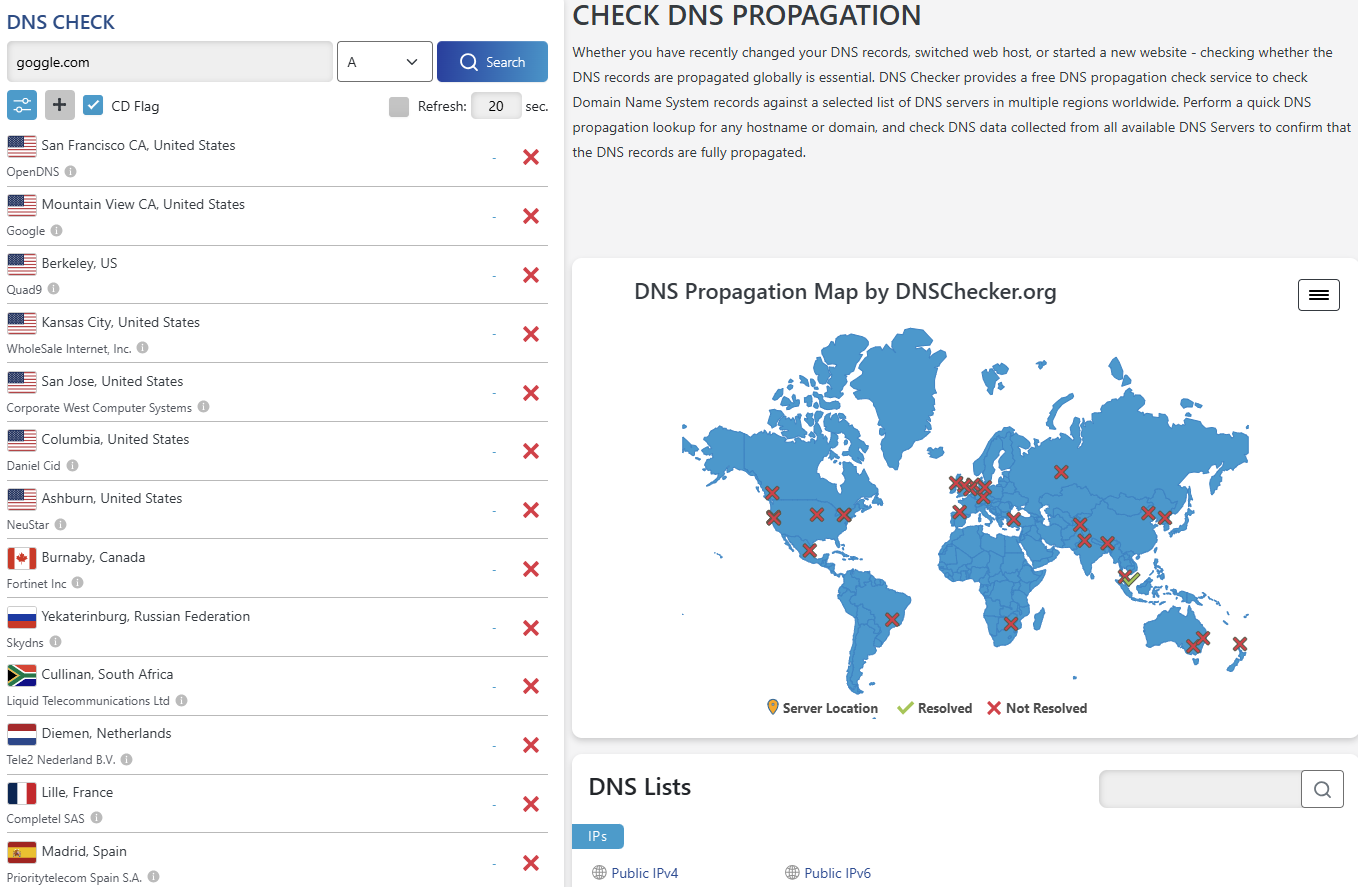 DNS CHECK
goggle.com
A
Search
CD Flag
Refresh: 20 sec.
San Francisco CA, United States
-
OpenDNS
Mountain View CA, United States
-
Google
Berkeley, US
-
Quad9
Kansas City, United States
-
WholeSale Internet, Inc.
San Jose, United States
-
Corporate West Computer Systems
Columbia, United States
-
Daniel Cid
Ashburn, United States
-
NeuStar
Burnaby, Canada
-
Fortinet Inc
Yekaterinburg, Russian Federation
-
Skydns
Cullinan, South Africa
-
Liquid Telecommunications Ltd
Diemen, Netherlands
-
Tele2 Nederland B.V.
Lille, France
-
Completel SAS
Madrid, Spain
-
Prioritytelecom Spain S.A.
CHECK DNS PROPAGATION
Whether you have recently changed your DNS records, switched web host, or started a new website - checking whether the
DNS records are propagated globally is essential. DNS Checker provides a free DNS propagation check service to check
Domain Name System records against a selected list of DNS servers in multiple regions worldwide. Perform a quick DNS
propagation lookup for any hostname or domain, and check DNS data collected from all available DNS Servers to confirm that
the DNS records are fully propagated.
DNS Propagation Map by DNSChecker.org
Server Location
Resolved
Not Resolved
DNS Lists
IPs
Public IPv4
Public IPv6